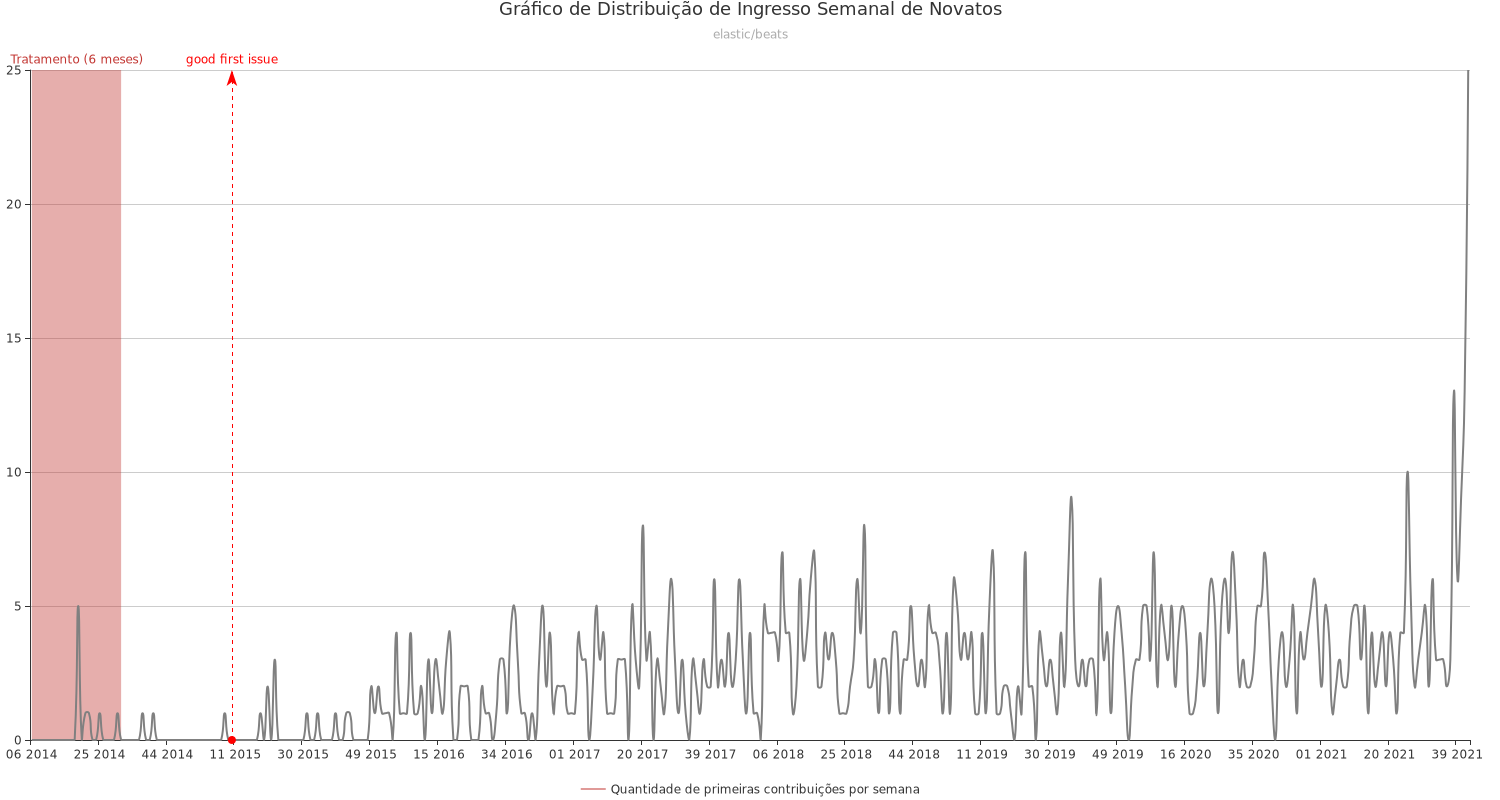 Gráfico de Distribuição de Ingresso Semanal de Novatos
elastic/beats
Tratamento (6 meses)
good first issue
25
20
15
10
5
0
06 2014 25 2014 44 2014 11 2015 30 2015 49 2015 15 2016 34 2016 01 2017 20 2017 39 2017 06 2018 25 2018 44 2018 11 2019 30 2019 49 2019 16 2020 35 2020 01 2021 20 2021 39 2021
Quantidade de primeiras contribuições por semana